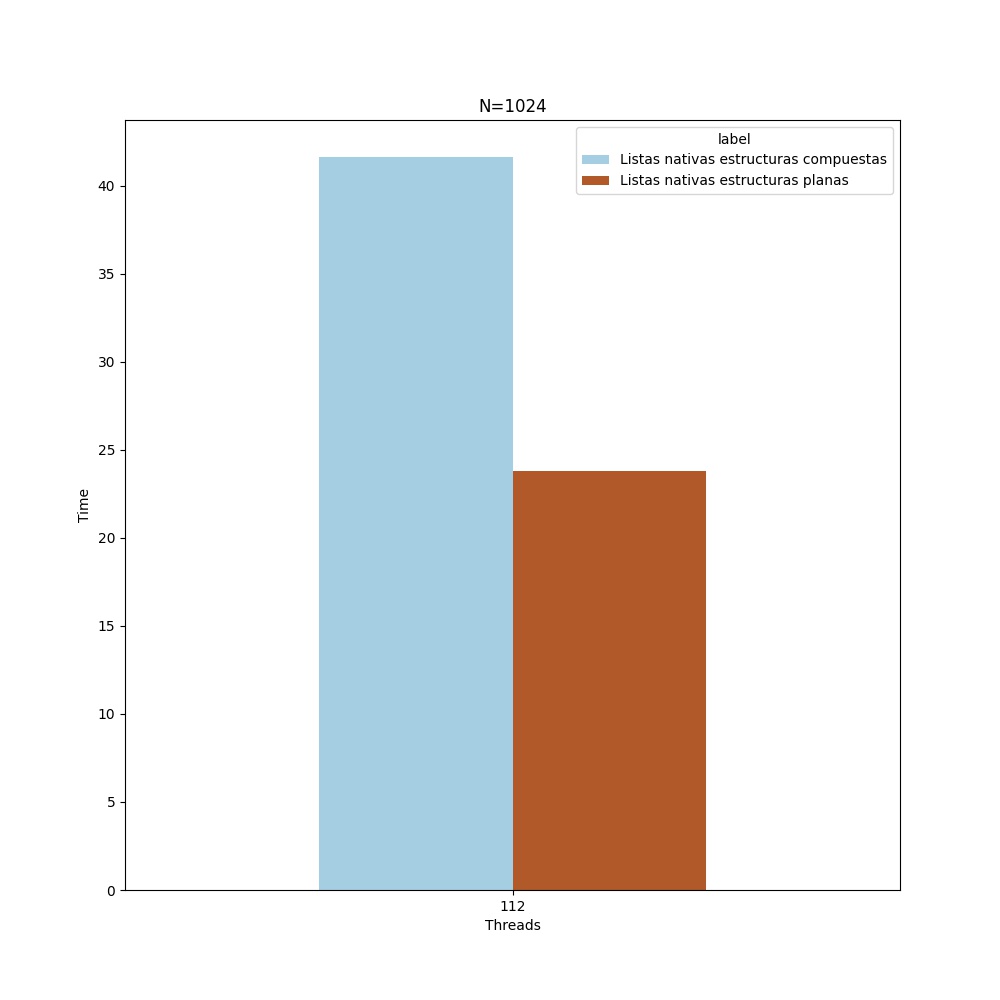 N=1024
label
Listas nativas estructuras compuestas
Listas nativas estructuras planas
40
35
30
25
20
15
10
5
0
Time
112
Threads